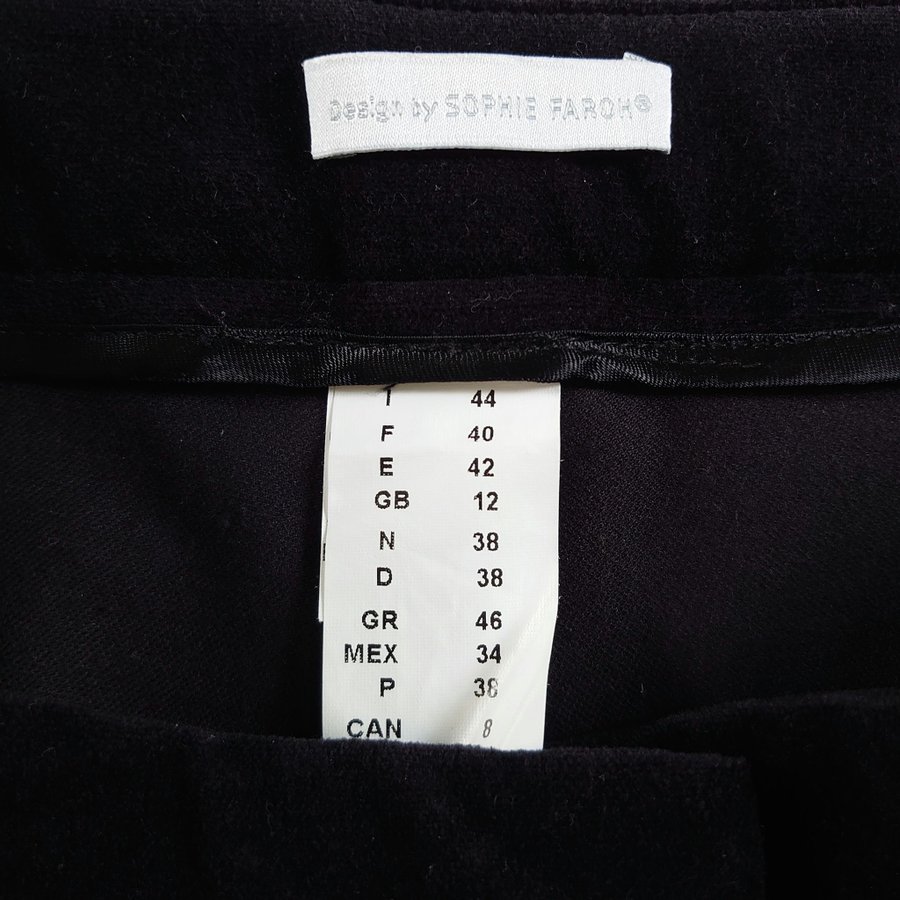 Design by SOPHIE FAROH®
I 44
F 40
E 42
GB 12
N 38
D 38
GR 46
MEX 34
P 38
CAN 8